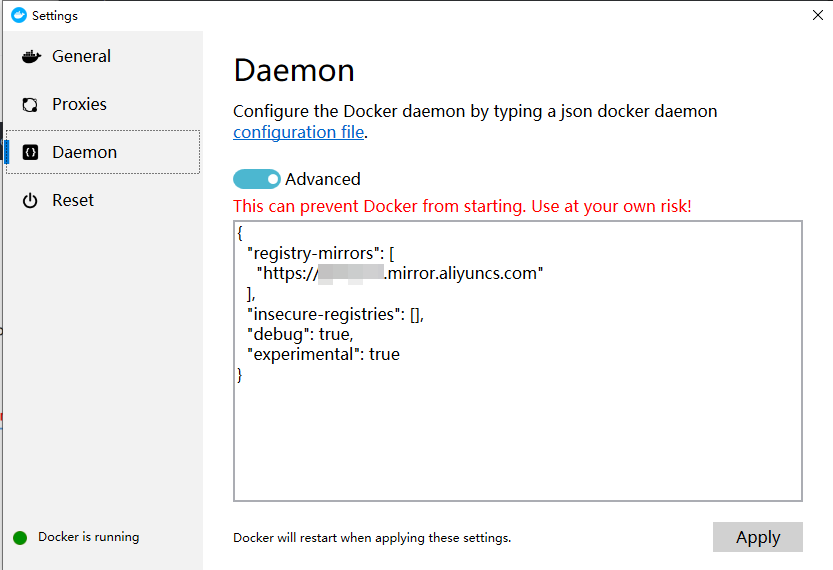 Settings
General
Proxies
Daemon
Reset
Docker is running
Daemon
Configure the Docker daemon by typing a json docker daemon
configuration file.
Advanced
This can prevent Docker from starting. Use at your own risk!
{
"registry-mirrors": [
"https:// .mirror.aliyuncs.com"
],
"insecure-registries": [],
"debug": true,
"experimental": true
}
Docker will restart when applying these settings.
Apply